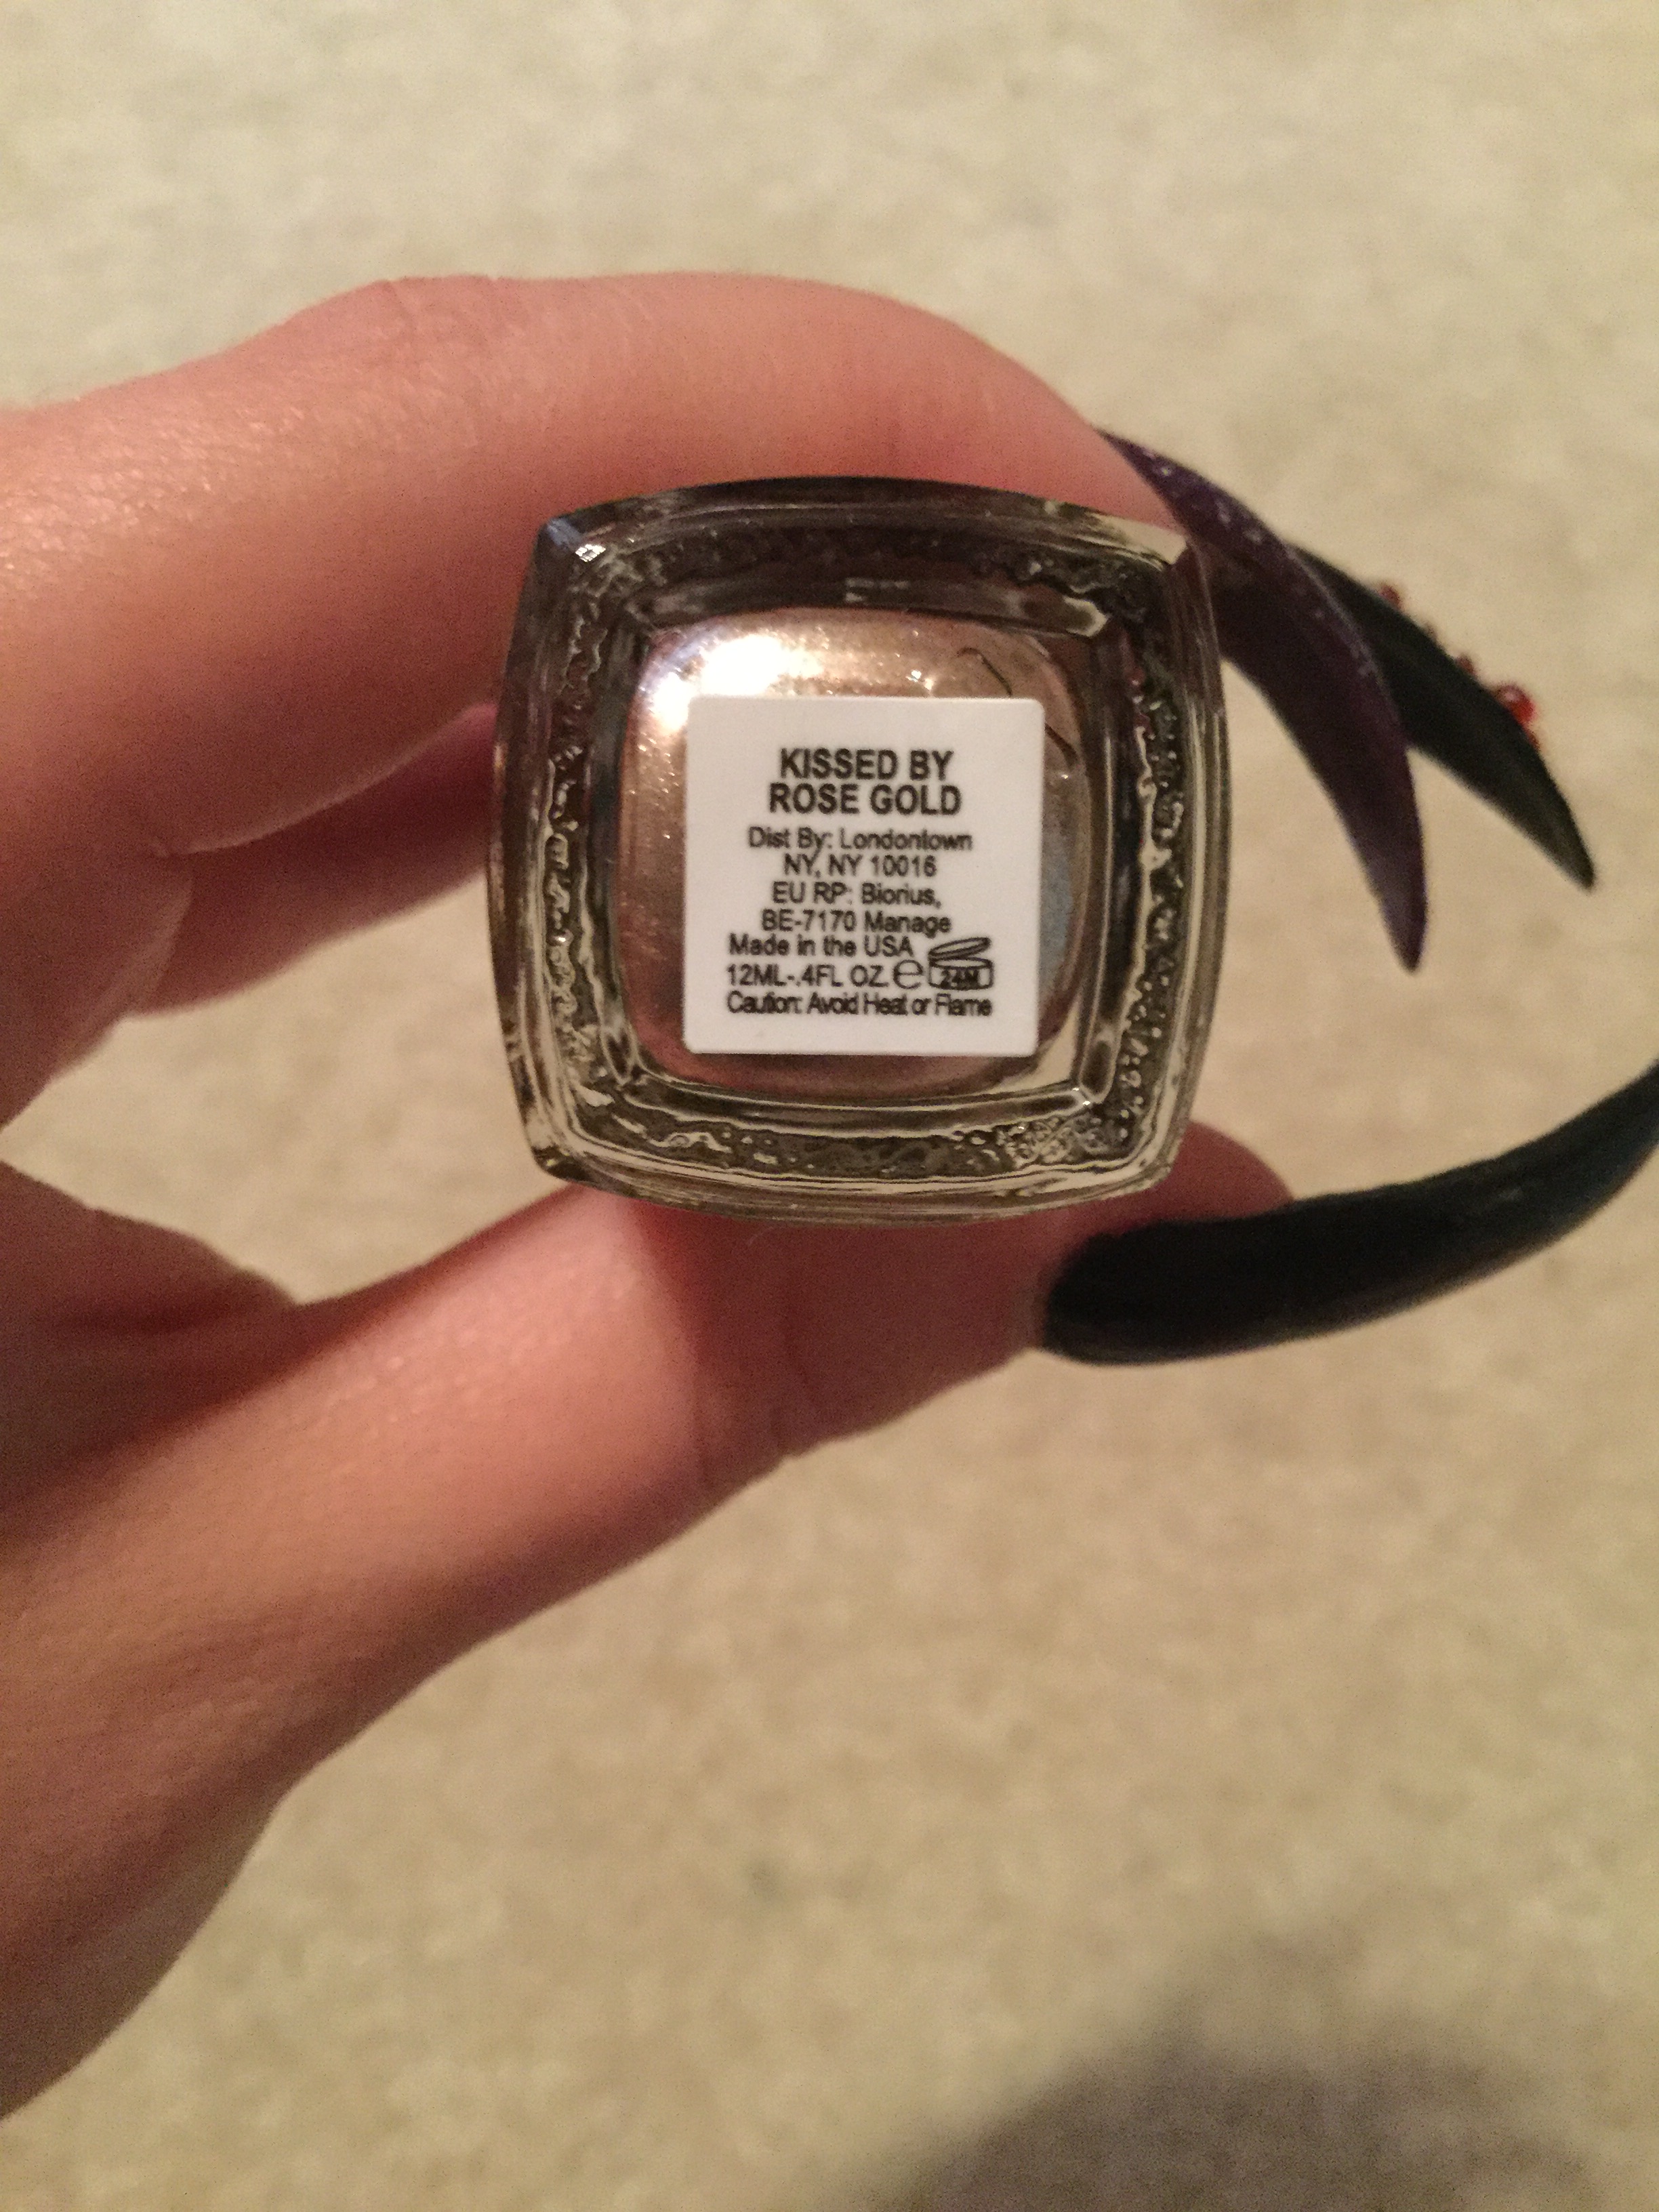 KISSED BY
ROSE GOLD
Dist By: Londontown
NY, NY 10016
EU RP: Biorius,
BE-7170 Manage
Made in the USA
12ML-.4FL OZ. e 24M
Caution: Avoid Heat or Flame